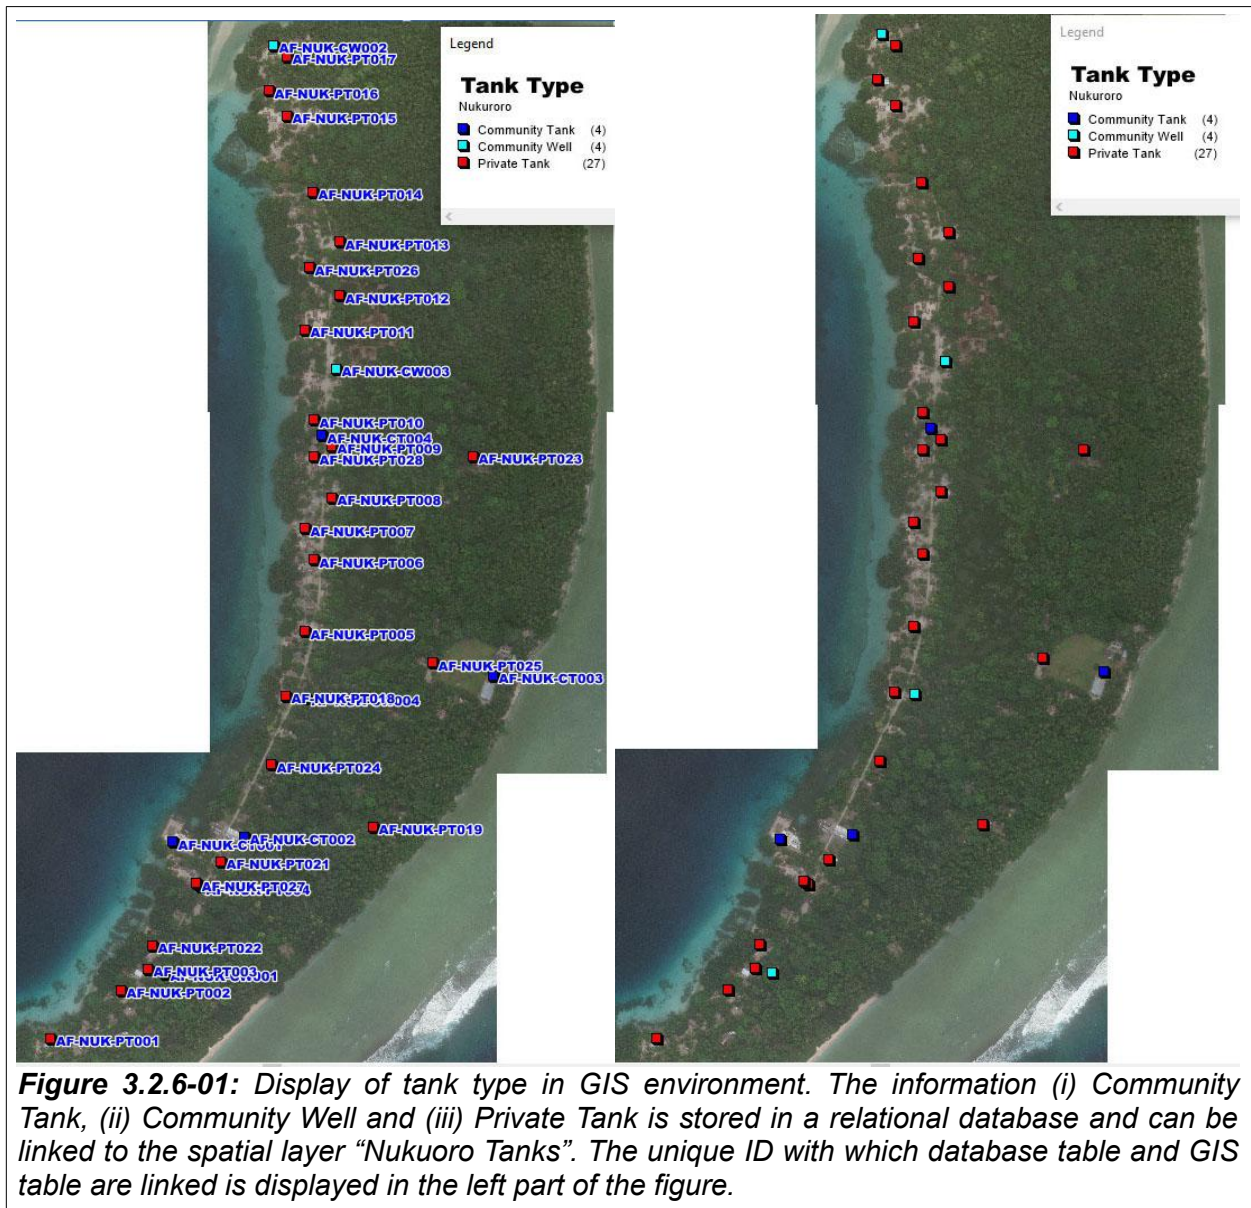 AF-NUK-CW002
AF-NUK-PT017
AF-NUK-PT016
AF-NUK-PT015
AF-NUK-PT014
AF-NUK-PT013
AF-NUK-PT026
AF-NUK-PT012
AF-NUK-PT011
AF-NUK-CW003
AF-NUK-PT010
AF-NUK-CT004
AF-NUK-PT009
AF-NUK-PT028
AF-NUK-PT023
AF-NUK-PT008
AF-NUK-PT007
AF-NUK-PT006
AF-NUK-PT005
AF-NUK-PT025
AF-NUK-CT003
AF-NUK-PT018
AF-NUK-PT024
AF-NUK-CT002
AF-NUK-PT019
AF-NUK-PT021
AF-NUK-PT027
AF-NUK-PT022
AF-NUK-PT003
AF-NUK-PT002
AF-NUK-PT001
Legend
Tank Type
Nukuroro
Community Tank (4)
Community Well (4)
Private Tank (27)
Legend
Tank Type
Nukuroro
Community Tank (4)
Community Well (4)
Private Tank (27)
Figure 3.2.6-01: Display of tank type in GIS environment. The information (i) Community
Tank, (ii) Community Well and (iii) Private Tank is stored in a relational database and can be
linked to the spatial layer “Nukuoro Tanks”. The unique ID with which database table and GIS
table are linked is displayed in the left part of the figure.